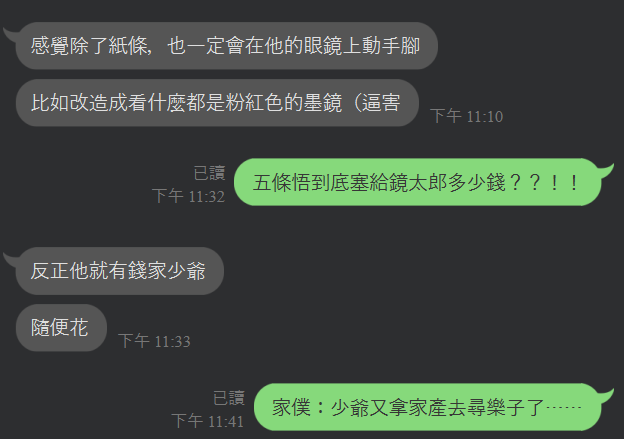 感覺除了紙條，也一定會在他的眼鏡上動手腳
比如改造成看什麼都是粉紅色的墨鏡（逼害
下午 11:10
已讀
下午 11:32
五條悟到底塞給鏡太郎多少錢？？！！
反正他就有錢家少爺
隨便花
下午 11:33
已讀
下午 11:41
家僕：少爺又拿家產去尋樂子了……